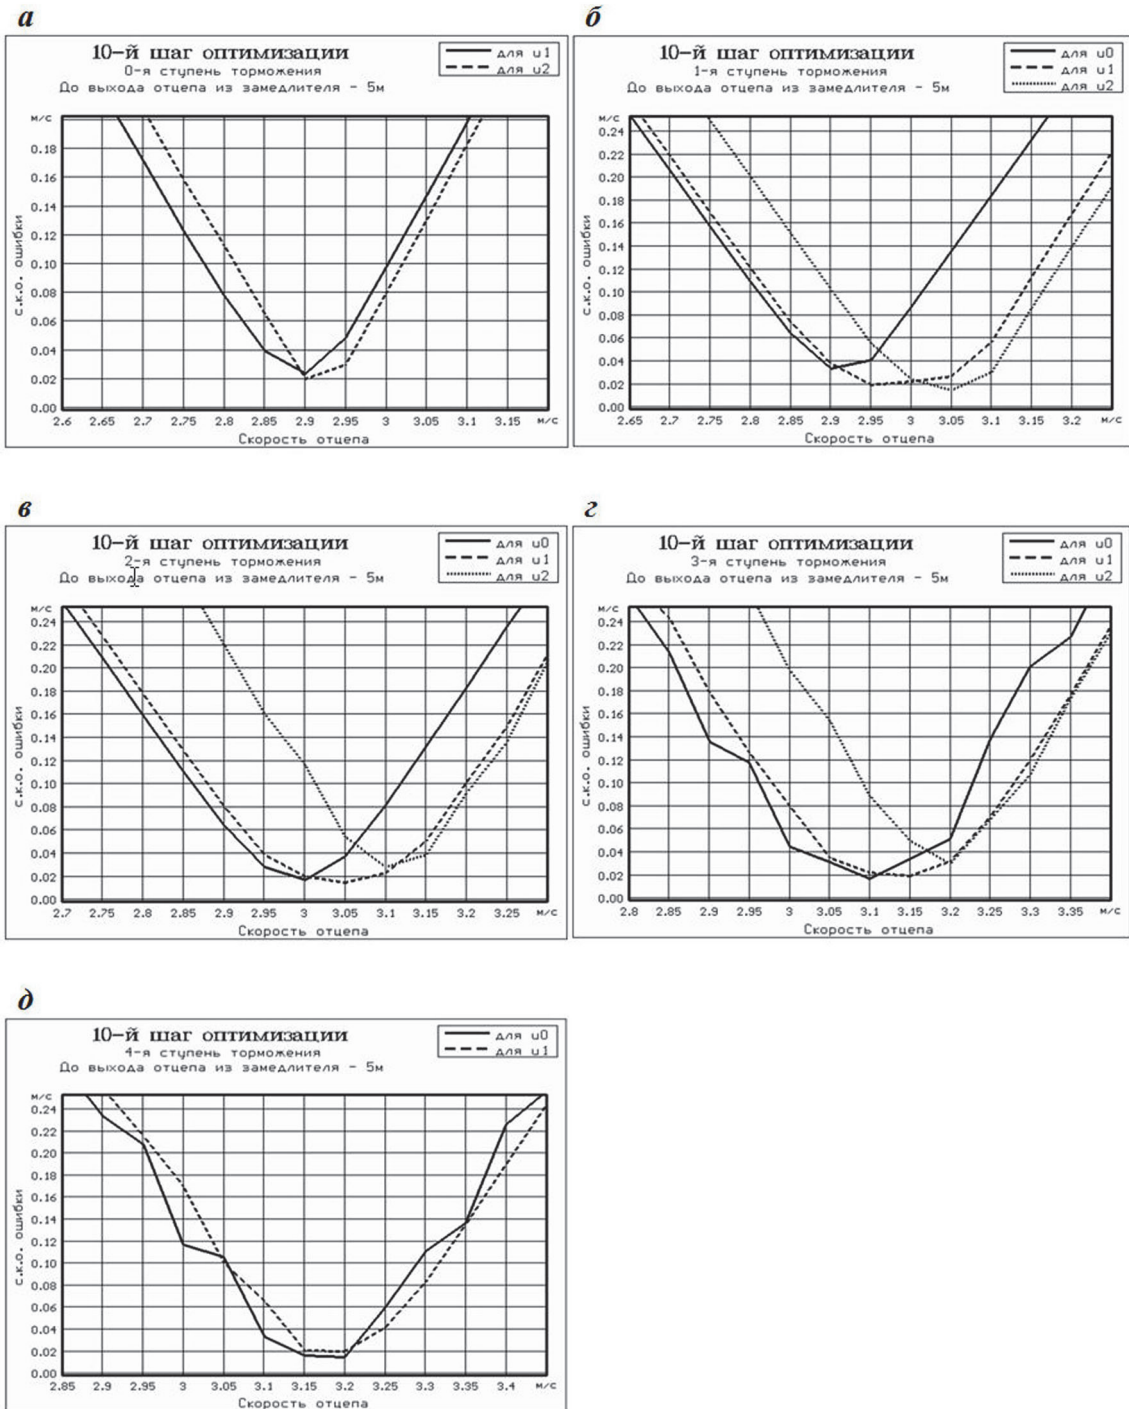 а
10-й шаг оптимизации
0-я ступень торможения
До выхода отцепа из замедлителя - 5м
для u1
для u2
м/с
0.18
0.16
0.14
0.12
0.10
0.08
0.06
0.04
0.02
0.00
с.к.о. ошибки
2.6 2.65 2.7 2.75 2.8 2.85 2.9 2.95 3 3.05 3.1 3.15 м/с
Скорость отцепа
б
10-й шаг оптимизации
1-я ступень торможения
До выхода отцепа из замедлителя - 5м
для u0
для u1
для u2
м/с
0.24
0.22
0.20
0.18
0.16
0.14
0.12
0.10
0.08
0.06
0.04
0.02
0.00
с.к.о. ошибки
2.65 2.7 2.75 2.8 2.85 2.9 2.95 3 3.05 3.1 3.15 3.2 м/с
Скорость отцепа
в
10-й шаг оптимизации
2-я ступень торможения
До выхода отцепа из замедлителя - 5м
для u0
для u1
для u2
м/с
0.24
0.22
0.20
0.18
0.16
0.14
0.12
0.10
0.08
0.06
0.04
0.02
0.00
с.к.о. ошибки
2.7 2.75 2.8 2.85 2.9 2.95 3 3.05 3.1 3.15 3.2 3.25 м/с
Скорость отцепа
г
10-й шаг оптимизации
3-я ступень торможения
До выхода отцепа из замедлителя - 5м
для u0
для u1
для u2
м/с
0.24
0.22
0.20
0.18
0.16
0.14
0.12
0.10
0.08
0.06
0.04
0.02
0.00
с.к.о. ошибки
2.8 2.85 2.9 2.95 3 3.05 3.1 3.15 3.2 3.25 3.3 3.35 м/с
Скорость отцепа
д
10-й шаг оптимизации
4-я ступень торможения
До выхода отцепа из замедлителя - 5м
для u0
для u1
м/с
0.24
0.22
0.20
0.18
0.16
0.14
0.12
0.10
0.08
0.06
0.04
0.02
0.00
с.к.о. ошибки
2.85 2.9 2.95 3 3.05 3.1 3.15 3.2 3.25 3.3 3.35 3.4 м/с
Скорость отцепа